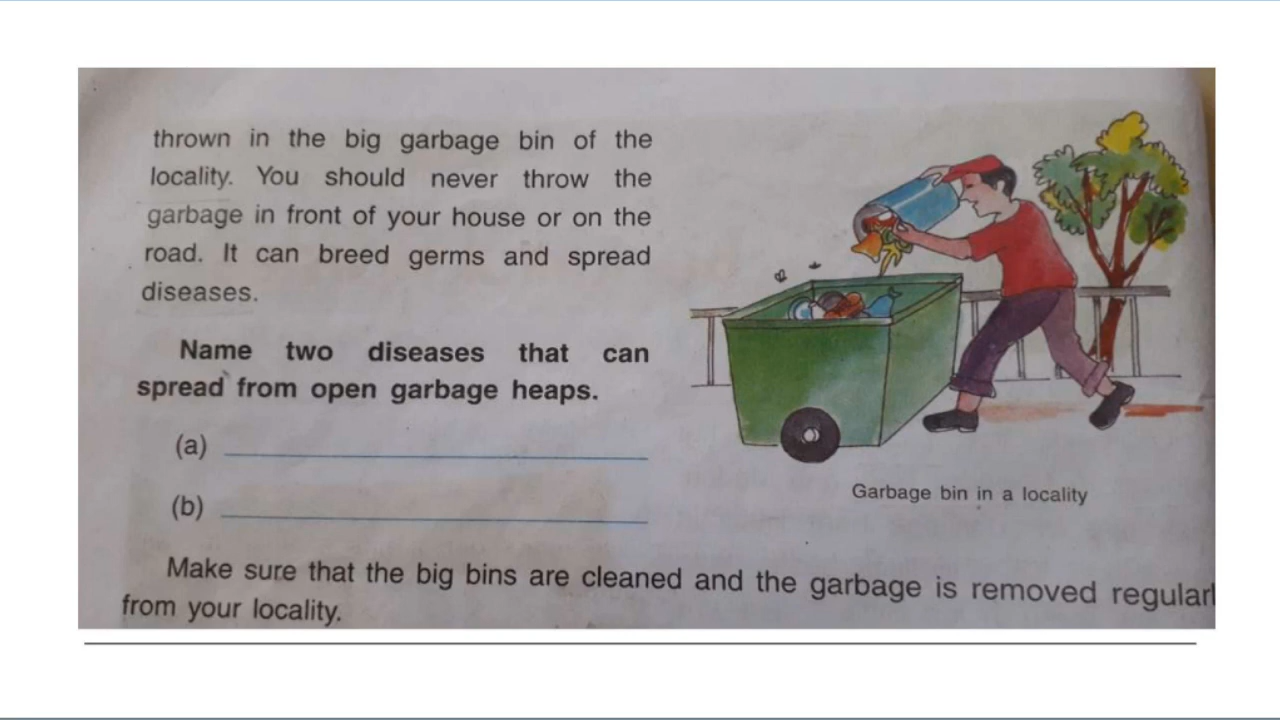 thrown in the big garbage bin of the
locality. You should never throw the
garbage in front of your house or on the
road. It can breed germs and spread
diseases.
Name two diseases that can
spread from open garbage heaps.
(a)
(b)
Garbage bin in a locality
Make sure that the big bins are cleaned and the garbage is removed regularl
from your locality.